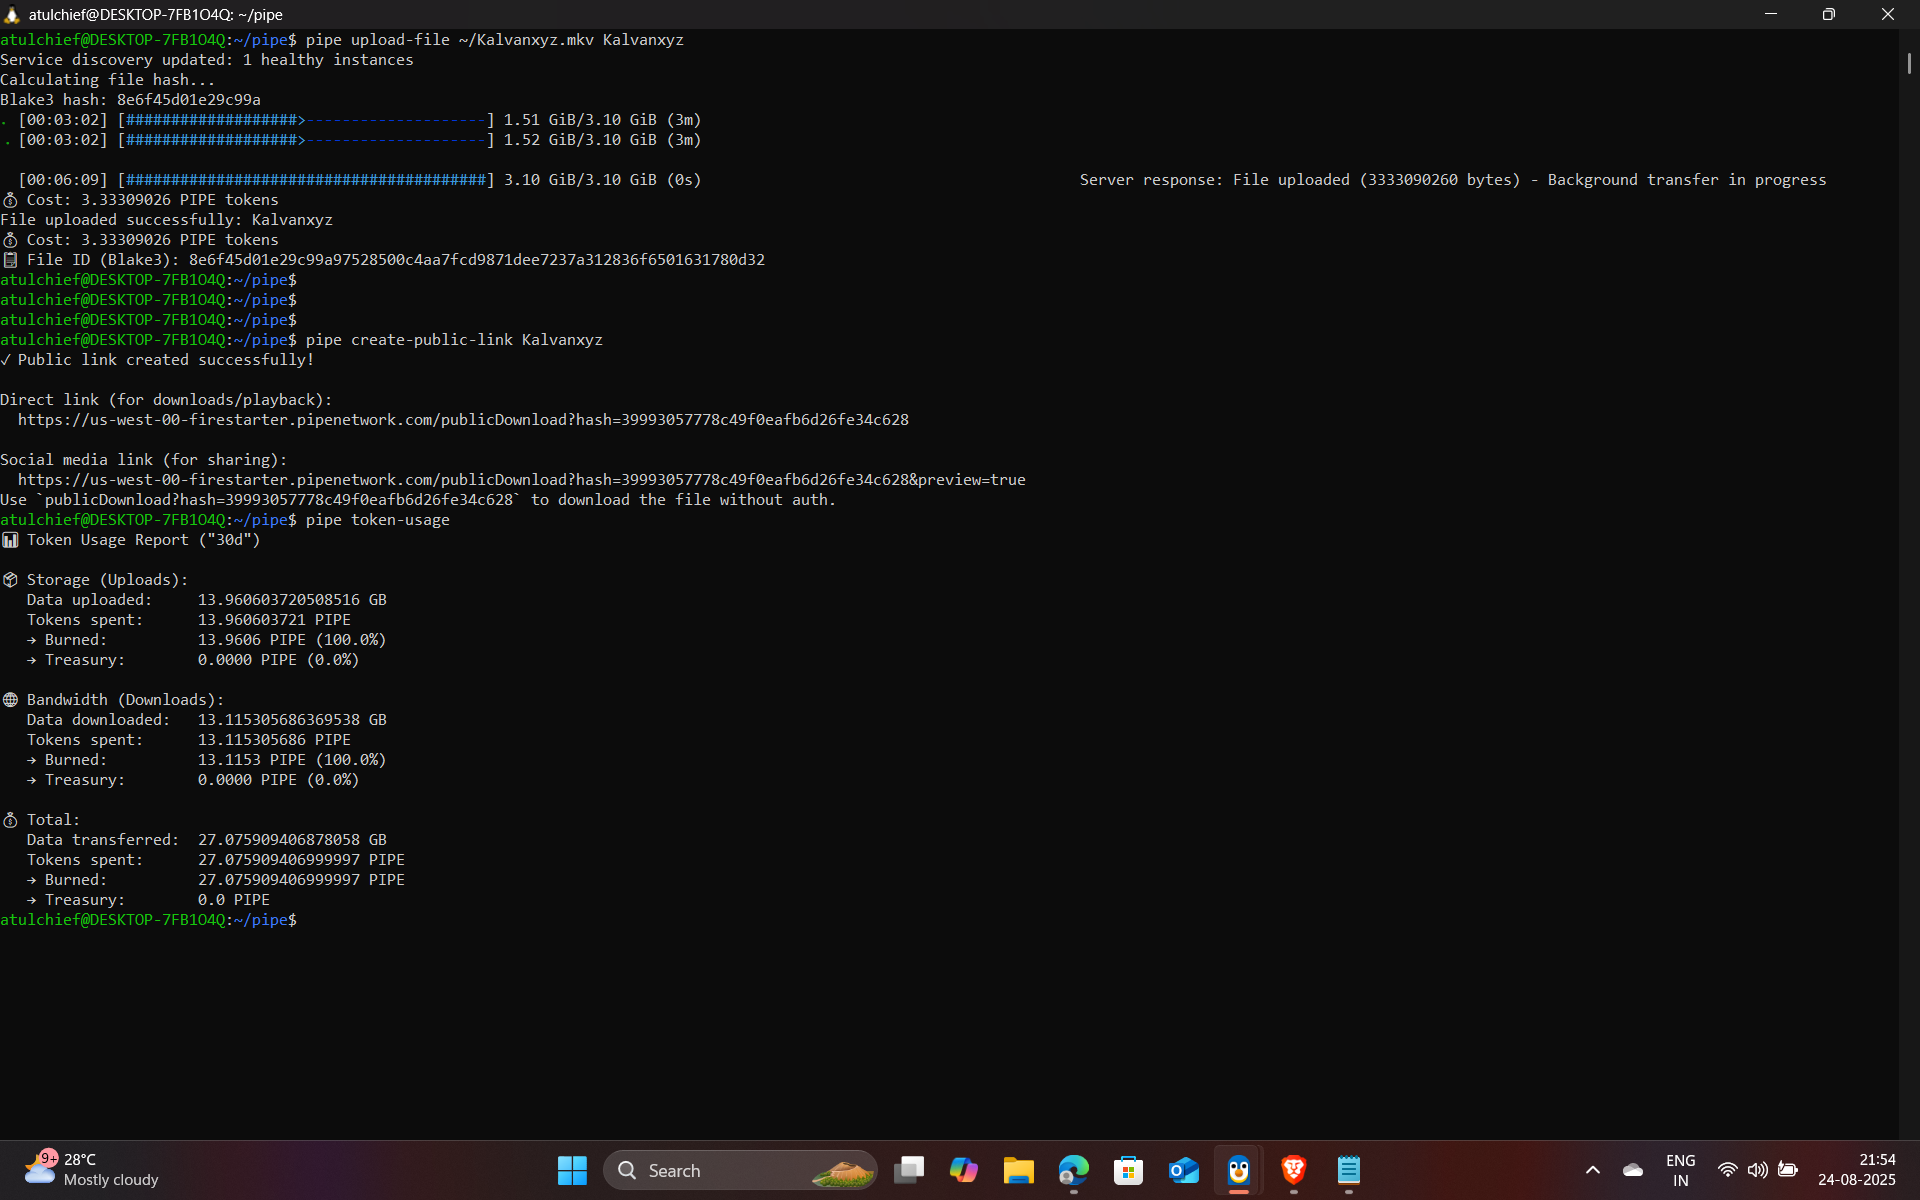 atulchief@DESKTOP-7FB1O4Q: ~/pipe
atulchief@DESKTOP-7FB1O4Q:~/pipe$ pipe upload-file ~/Kalvanxyz.mkv Kalvanxyz
Service discovery updated: 1 healthy instances
Calculating file hash...
Blake3 hash: 8e6f45d01e29c99a
. [00:03:02] [###################>--------------------] 1.51 GiB/3.10 GiB (3m)
. [00:03:02] [###################>--------------------] 1.52 GiB/3.10 GiB (3m)
[00:06:09] [########################################] 3.10 GiB/3.10 GiB (0s) Server response: File uploaded (3333090260 bytes) - Background transfer in progress
💰 Cost: 3.33309026 PIPE tokens
File uploaded successfully: Kalvanxyz
💰 Cost: 3.33309026 PIPE tokens
📋 File ID (Blake3): 8e6f45d01e29c99a97528500c4aa7fcd9871dee7237a312836f6501631780d32
atulchief@DESKTOP-7FB1O4Q:~/pipe$
atulchief@DESKTOP-7FB1O4Q:~/pipe$
atulchief@DESKTOP-7FB1O4Q:~/pipe$
atulchief@DESKTOP-7FB1O4Q:~/pipe$ pipe create-public-link Kalvanxyz
✓ Public link created successfully!
Direct link (for downloads/playback):
https://us-west-00-firestarter.pipenetwork.com/publicDownload?hash=39993057778c49f0eafb6d26fe34c628
Social media link (for sharing):
https://us-west-00-firestarter.pipenetwork.com/publicDownload?hash=39993057778c49f0eafb6d26fe34c628&preview=true
Use `publicDownload?hash=39993057778c49f0eafb6d26fe34c628` to download the file without auth.
atulchief@DESKTOP-7FB1O4Q:~/pipe$ pipe token-usage
📊 Token Usage Report ("30d")
📦 Storage (Uploads):
Data uploaded: 13.960603720508516 GB
Tokens spent: 13.960603721 PIPE
→ Burned: 13.9606 PIPE (100.0%)
→ Treasury: 0.0000 PIPE (0.0%)
🌐 Bandwidth (Downloads):
Data downloaded: 13.115305686369538 GB
Tokens spent: 13.115305686 PIPE
→ Burned: 13.1153 PIPE (100.0%)
→ Treasury: 0.0000 PIPE (0.0%)
💰 Total:
Data transferred: 27.075909406878058 GB
Tokens spent: 27.075909406999997 PIPE
→ Burned: 27.075909406999997 PIPE
→ Treasury: 0.0 PIPE
atulchief@DESKTOP-7FB1O4Q:~/pipe$
9+
28°C
Mostly cloudy
Search
ENG
IN
21:54
24-08-2025